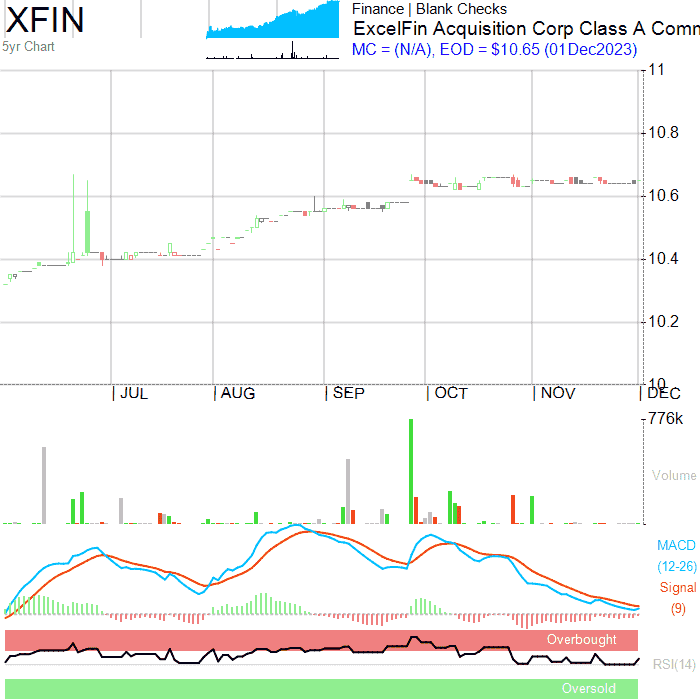 XFIN
5yr Chart
Finance | Blank Checks
ExcelFin Acquisition Corp Class A Comm
MC = (N/A), EOD = $10.65 (01Dec2023)
11
10.8
10.6
10.4
10.2
10
JUL
AUG
SEP
OCT
NOV
DEC
776k
Volume
MACD
(12-26)
Signal
(9)
Overbought
RSI(14)
Oversold